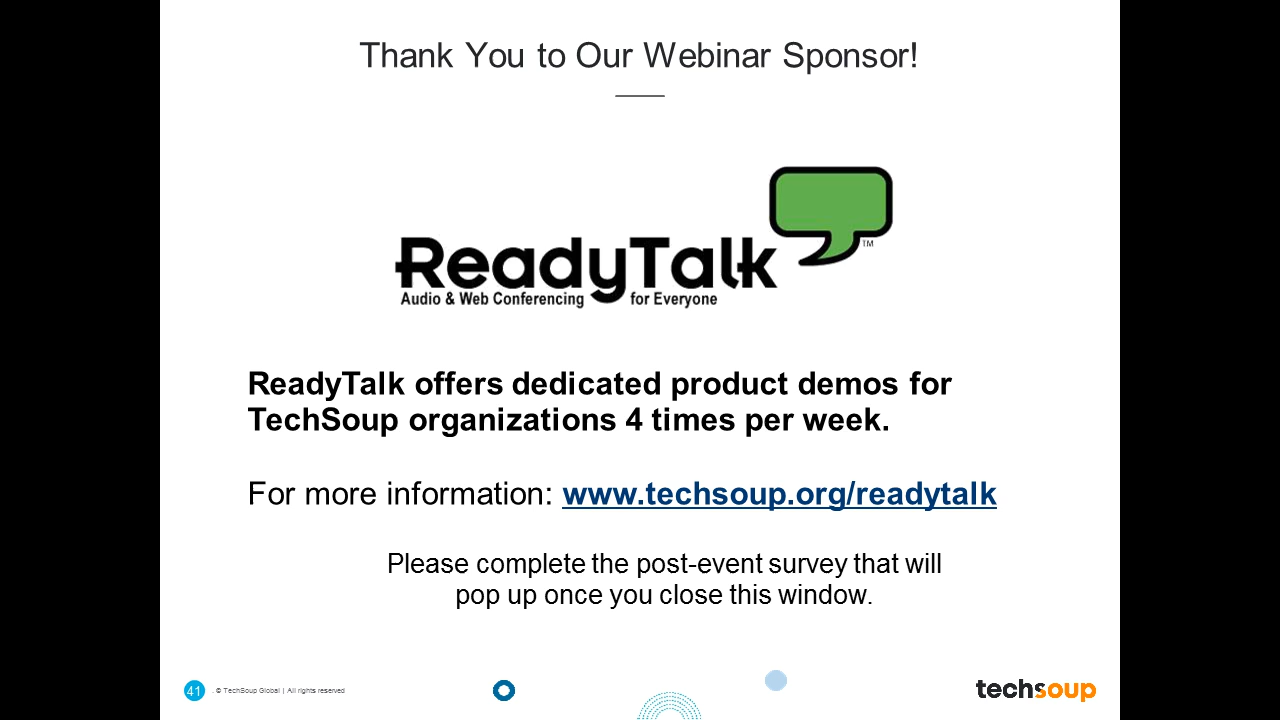 Thank You to Our Webinar Sponsor!
ReadyTalk
TM
Audio & Web Conferencing for Everyone
ReadyTalk offers dedicated product demos for
TechSoup organizations 4 times per week.
For more information: www.techsoup.org/readytalk
Please complete the post-event survey that will
pop up once you close this window.
41 . © TechSoup Global | All rights reserved
techsoup